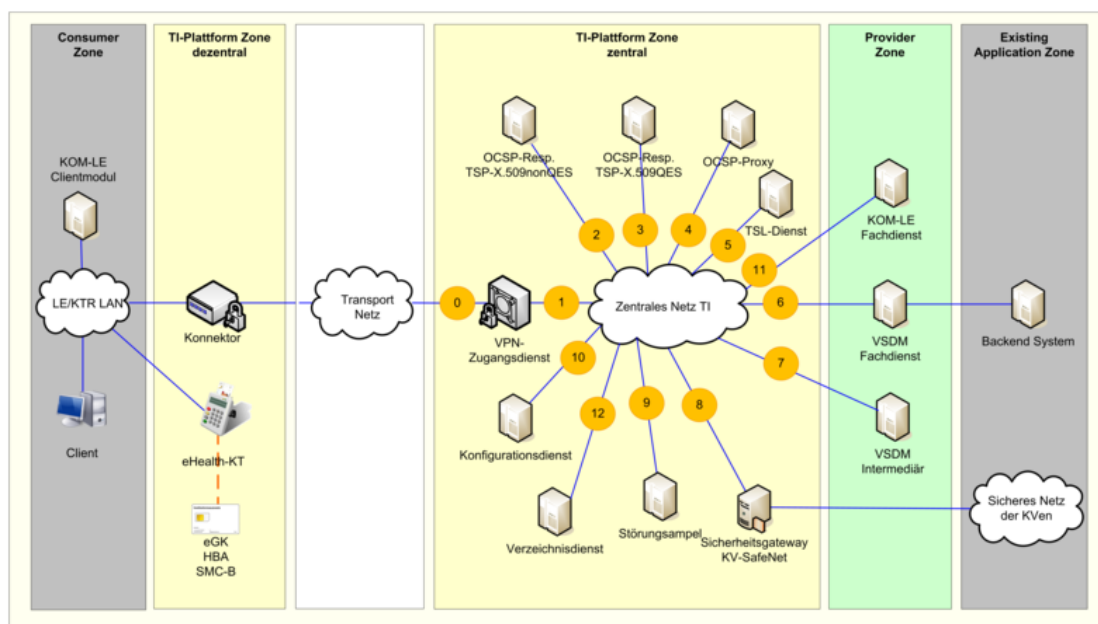 Consumer
Zone
TI-Plattform Zone
dezentral
TI-Plattform Zone
zentral
Provider
Zone
Existing
Application Zone
KOM-LE
Clientmodul
LE/KTR LAN
Client
Konnektor
eHealth-KT
eGK
HBA
SMC-B
Transport
Netz
0
VPN-
Zugangsdienst
1
OCSP-Resp.
TSP-X.509nonQES
OCSP-Resp.
TSP-X.509QES
OCSP-Proxy
TSL-Dienst
2
3
4
5
11
6
7
8
9
12
10
Zentrales Netz TI
Konfigurationsdienst
Verzeichnisdienst
Störungsampel
Sicherheitsgateway
KV-SafeNet
KOM-LE
Fachdienst
VSDM
Fachdienst
VSDM
Intermediär
Backend System
Sicheres Netz
der KVen